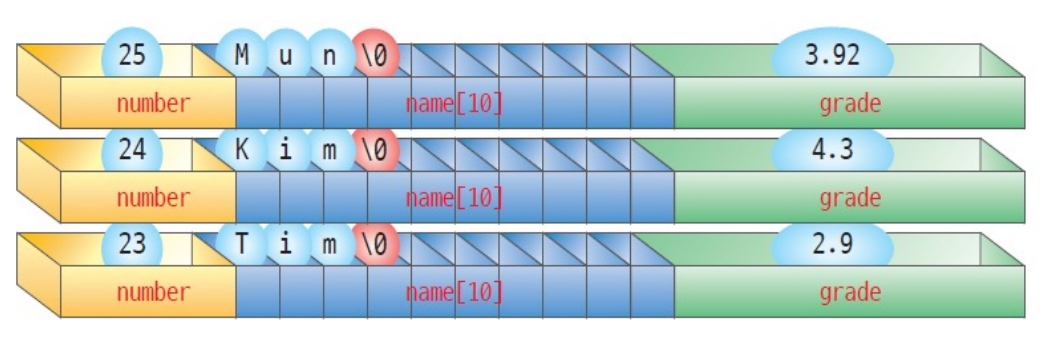 25 M u n \0 3.92
number name[10] grade
24 K i m \0 4.3
number name[10] grade
23 T i m \0 2.9
number name[10] grade